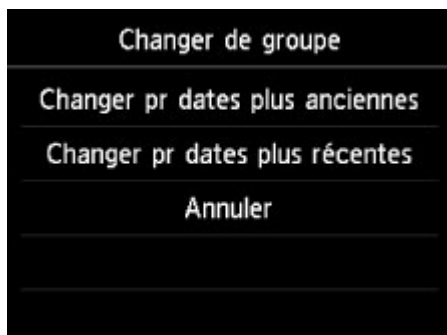 Changer de groupe
Changer pr dates plus anciennes
Changer pr dates plus récentes
Annuler